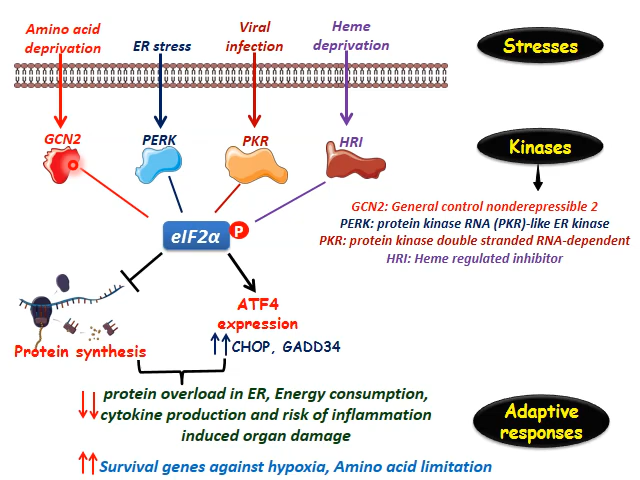 Amino acid
deprivation
ER stress
Viral
infection
Heme
deprivation
Stresses
GCN2
PERK
PKR
HRI
Kinases
GCN2: General control nonderepressible 2
PERK: protein kinase RNA (PKR)-like ER kinase
PKR: protein kinase double stranded RNA-dependent
HRI: Heme regulated inhibitor
eIF2α
P
ATF4
expression
CHOP, GADD34
Protein synthesis
protein overload in ER, Energy consumption,
cytokine production and risk of inflammation
induced organ damage
Adaptive
responses
Survival genes against hypoxia, Amino acid limitation